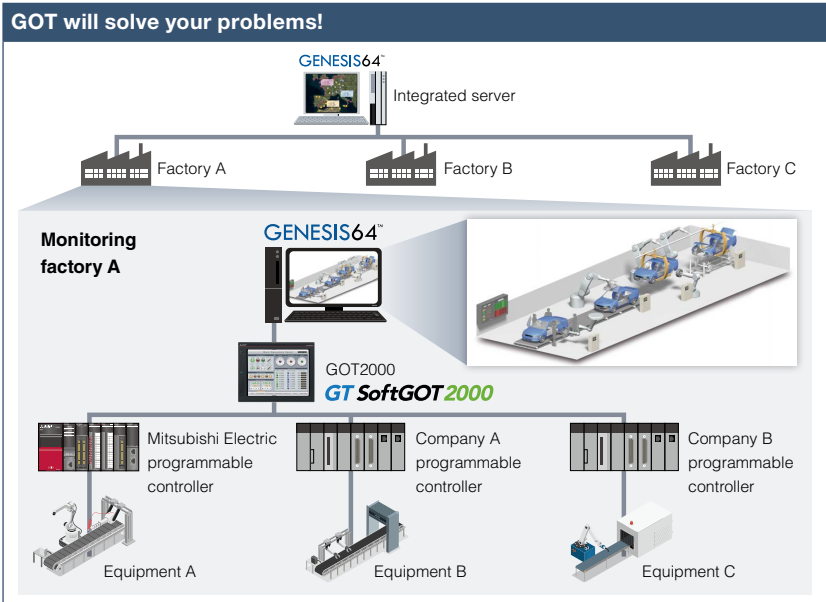 GOT will solve your problems!
GENESIS64™
Integrated server
Factory A
Factory B
Factory C
Monitoring
factory A
GENESIS64™
GOT2000
GT SoftGOT2000
Mitsubishi Electric
programmable
controller
Company A
programmable
controller
Company B
programmable
controller
Equipment A
Equipment B
Equipment C